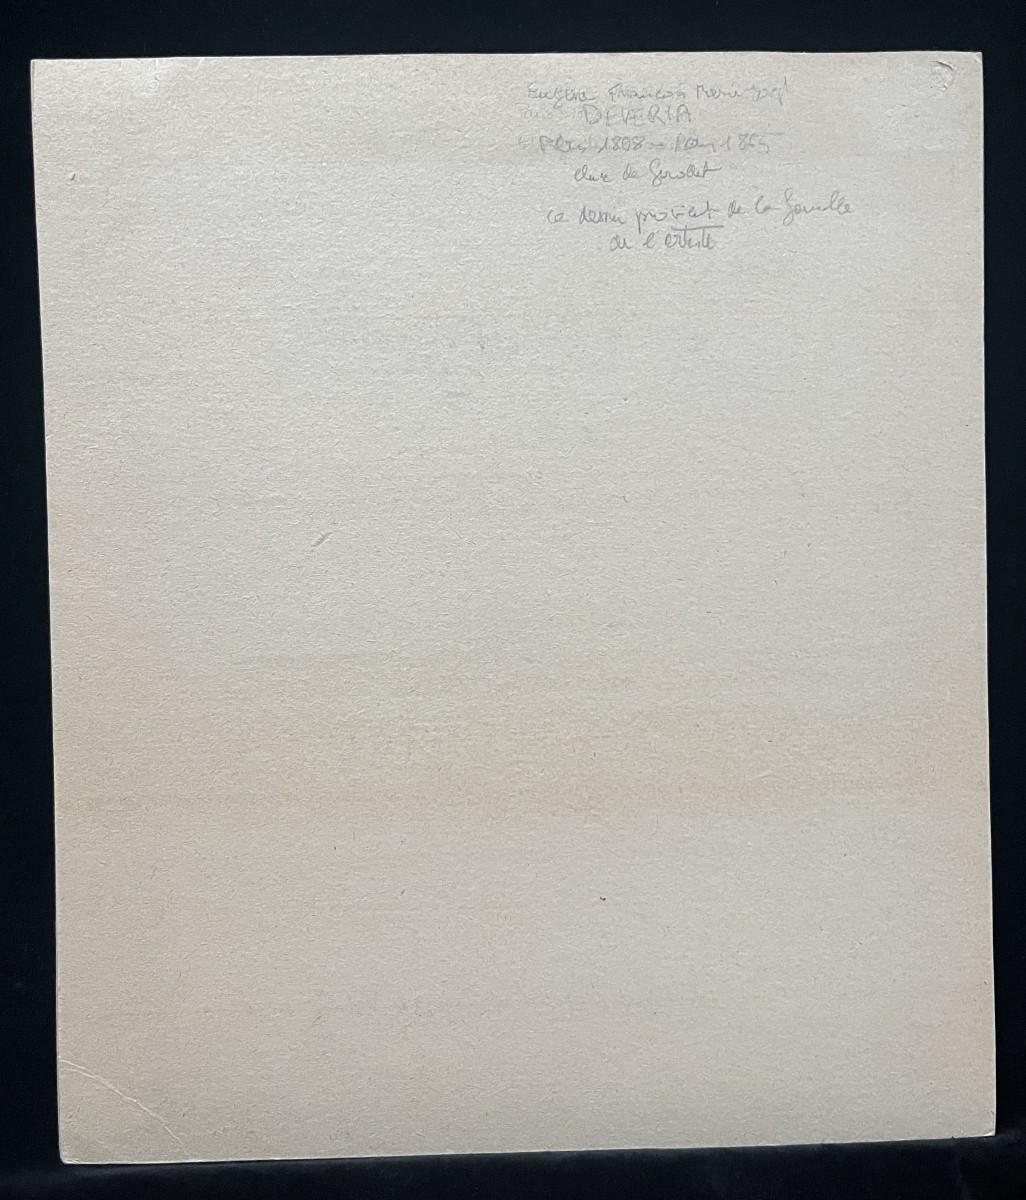 Eugène François Marie Joseph
DEVERIA
Paris 1808 - Pau 1865
élève de Girodet
ce dessin provient de la famille
de l'artiste